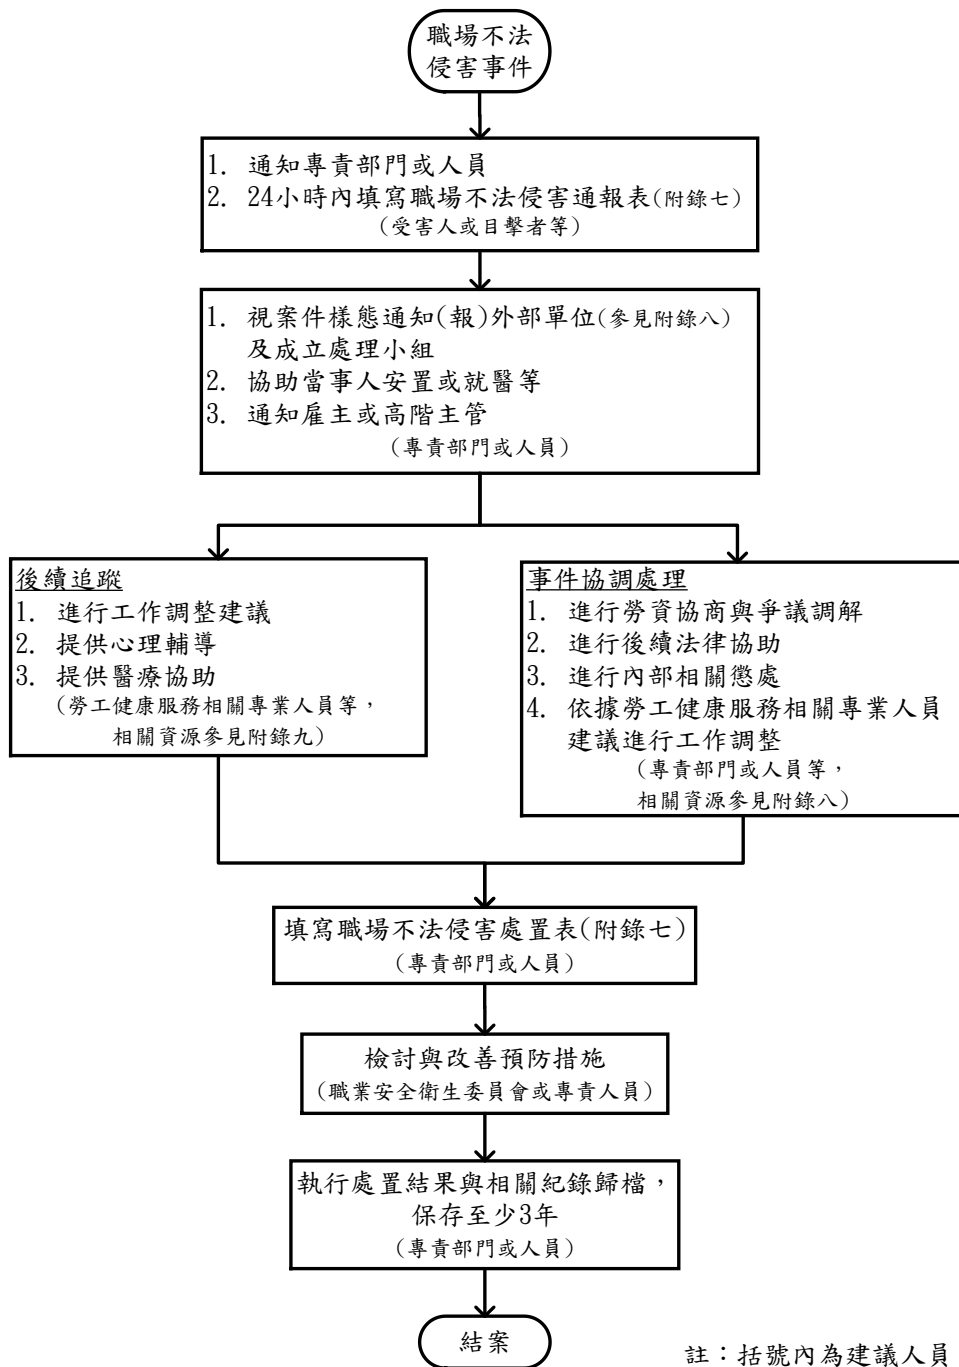 職場不法
侵害事件
1. 通知專責部門或人員
2. 24小時內填寫職場不法侵害通報表(附錄七)
(受害人或目擊者等)
1. 視案件樣態通知(報)外部單位(參見附錄八)
及成立處理小組
2. 協助當事人安置或就醫等
3. 通知雇主或高階主管
(專責部門或人員)
後續追蹤
1. 進行工作調整建議
2. 提供心理輔導
3. 提供醫療協助
(勞工健康服務相關專業人員等，
相關資源參見附錄九)
事件協調處理
1. 進行勞資協商與爭議調解
2. 進行後續法律協助
3. 進行內部相關懲處
4. 依據勞工健康服務相關專業人員
建議進行工作調整
(專責部門或人員等，
相關資源參見附錄八)
填寫職場不法侵害處置表(附錄七)
(專責部門或人員)
檢討與改善預防措施
(職業安全衛生委員會或專責人員)
執行處置結果與相關紀錄歸檔，
保存至少3年
(專責部門或人員)
結案
註：括號內為建議人員